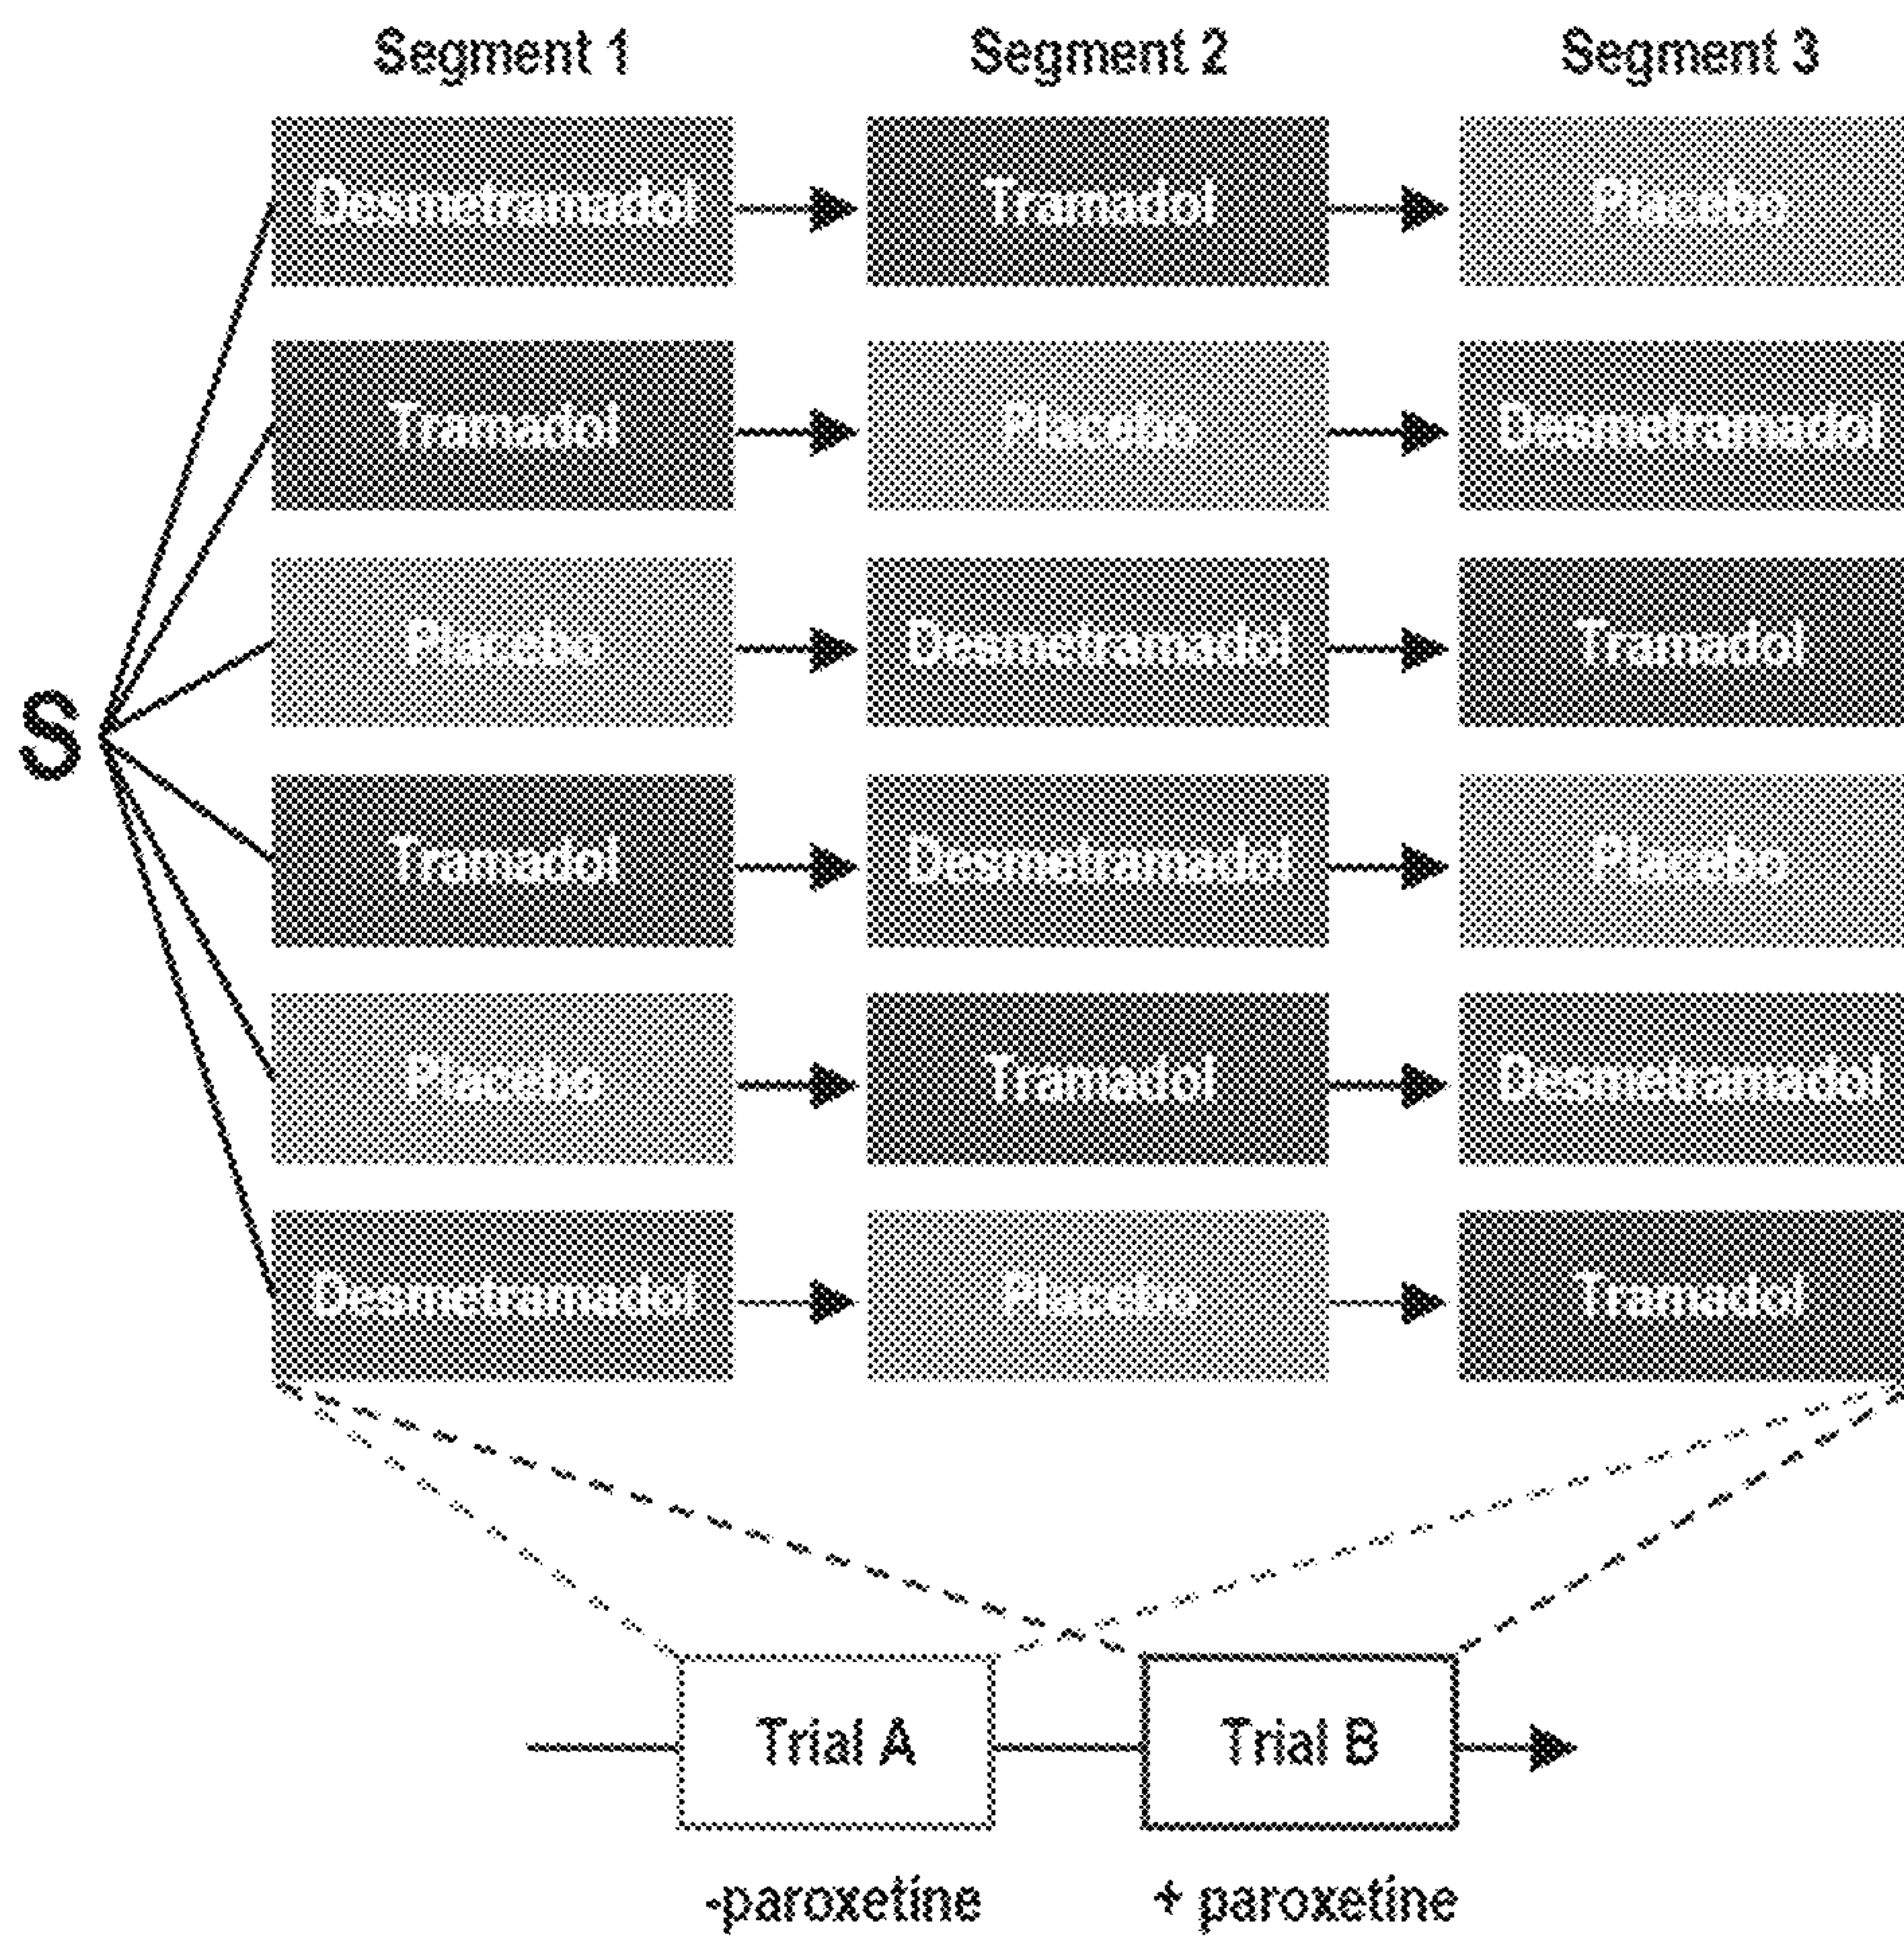 Segment 1 Segment 2 Segment 3
Desmetramadol Tramadol Placebo
Tramadol Placebo Desmetramadol
Placebo Desmetramadol Tramadol
S
Tramadol Desmetramadol Placebo
Placebo Tramadol Desmetramadol
Desmetramadol Placebo Tramadol
Trial A Trial B
-paroxetine + paroxetine